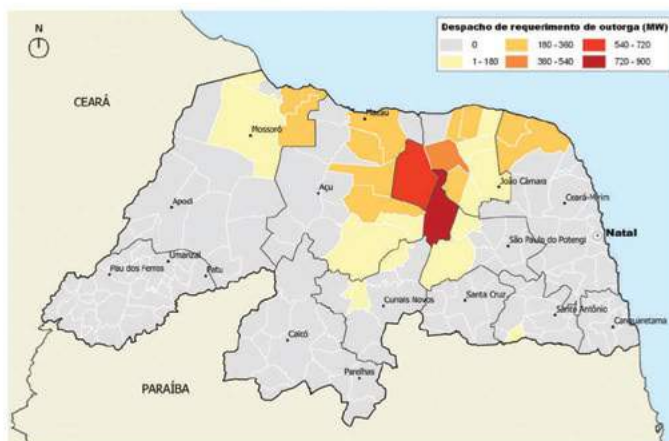 Despacho de requerimento de outorga (MW)
0
180 - 360
540 - 720
1 - 180
360 - 540
720 - 900
N
CEARÁ
Mossoró
Macau
Açu
João Câmara
Ceará-Mirim
Apodi
Natal
São Paulo do Potengi
Umarizal
Pau dos Ferros
Patu
Currais Novos
Santa Cruz
Santo Antônio
Canguaretama
Caicó
Parelhas
PARAÍBA